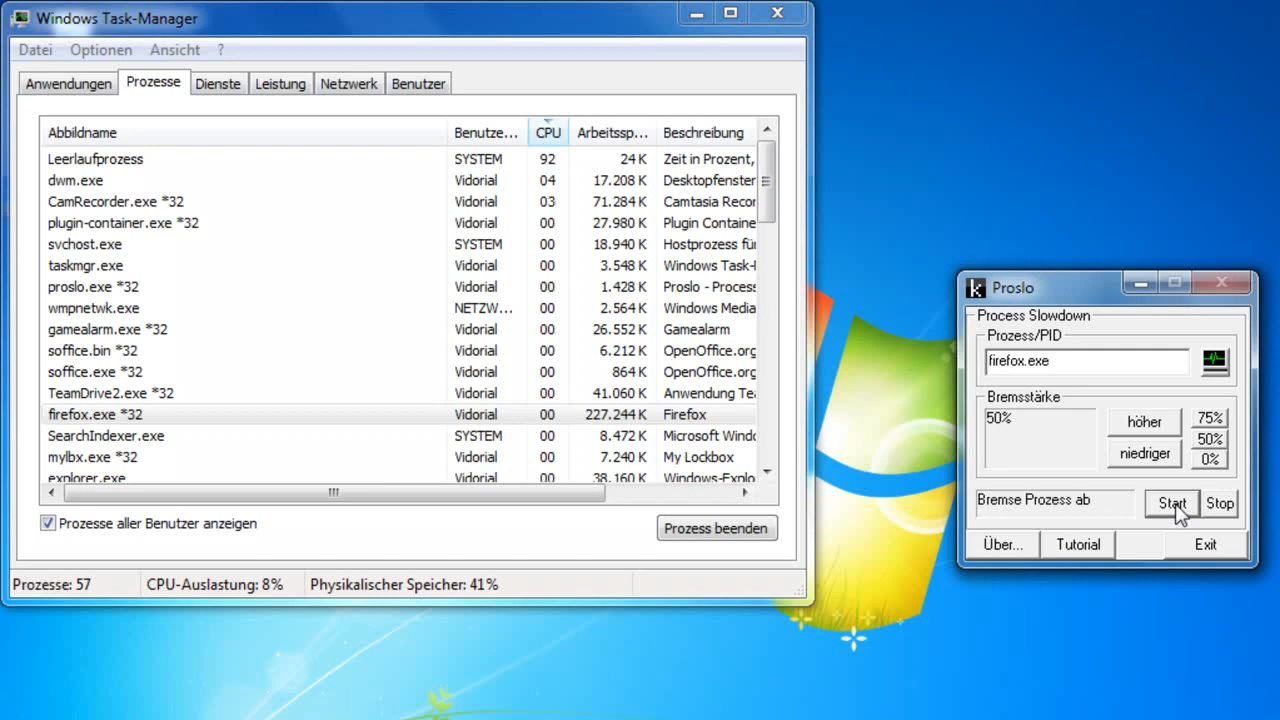 Windows Task-Manager
Datei Optionen Ansicht ?
Anwendungen Prozesse Dienste Leistung Netzwerk Benutzer
Abbildname Benutze... CPU Arbeitssp... Beschreibung
Leerlaufprozess SYSTEM 92 24 K Zeit in Prozent,
dwm.exe Vidorial 04 17.208 K Desktopfenster
CamRecorder.exe *32 Vidorial 03 71.284 K Camtasia Recor
plugin-container.exe *32 Vidorial 00 27.980 K Plugin Containe
svchost.exe SYSTEM 00 18.940 K Hostprozess fü
taskmgr.exe Vidorial 00 3.548 K Windows Task-
proslo.exe *32 Vidorial 00 1.428 K Proslo - Process
wmpnetwk.exe NETZW... 00 2.564 K Windows Media
gamealarm.exe *32 Vidorial 00 26.552 K Gamealarm
soffice.bin *32 Vidorial 00 6.212 K OpenOffice.org
soffice.exe *32 Vidorial 00 864 K OpenOffice.org
TeamDrive2.exe *32 Vidorial 00 41.060 K Anwendung Tea
firefox.exe *32 Vidorial 00 227.244 K Firefox
SearchIndexer.exe SYSTEM 00 8.472 K Microsoft Windo
mylbx.exe *32 Vidorial 00 7.240 K My Lockbox
explorer.exe Vidorial 00 38.160 K Windows-Explo
Prozesse aller Benutzer anzeigen
Prozess beenden
Prozesse: 57 CPU-Auslastung: 8% Physikalischer Speicher: 41%
Proslo
Process Slowdown
Prozess/PID
firefox.exe
Bremsstärke
50% höher 75%
50%
niedriger 0%
Bremse Prozess ab Start Stop
Über... Tutorial Exit